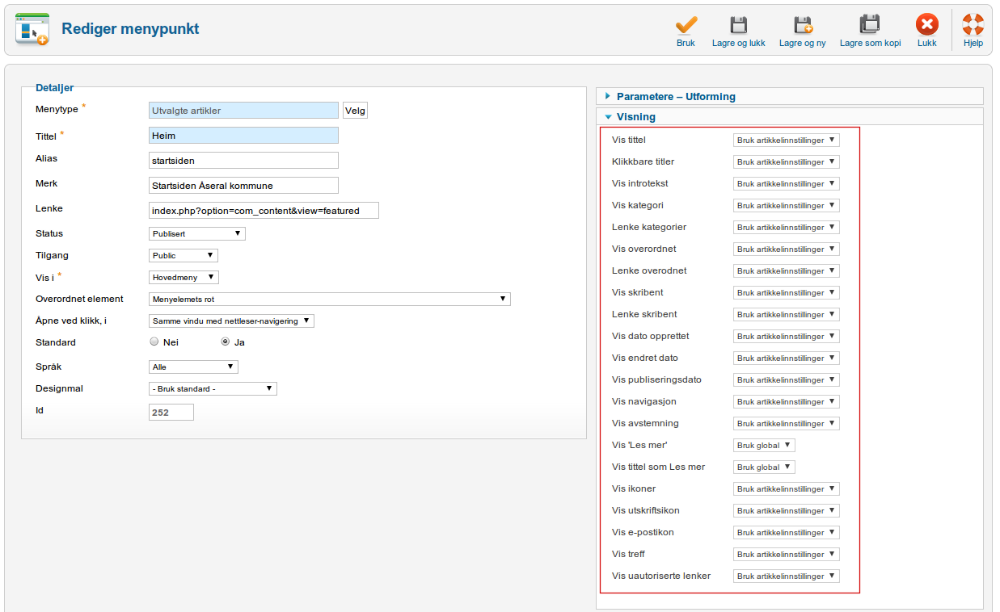 Rediger menypunkt
Bruk
Lagre og lukk
Lagre og ny
Lagre som kopi
Lukk
Hjelp
Detaljer
Menytype *
Utvalgte artikler
Velg
Tittel *
Heim
Alias
startsiden
Merk
Startsiden Åseral kommune
Lenke
index.php?option=com_content&view=featured
Status
Publisert
Tilgang
Public
Vis i *
Hovedmeny
Overordnet element
Menyelemets rot
Åpne ved klikk, i
Samme vindu med nettleser-navigering
Standard
Nei
Ja
Språk
Alle
Designmal
- Bruk standard -
Id
252
Parametere – Utforming
Visning
Vis tittel
Bruk artikkelinnstillinger
Klikkbare titler
Bruk artikkelinnstillinger
Vis introtekst
Bruk artikkelinnstillinger
Vis kategori
Bruk artikkelinnstillinger
Lenke kategorier
Bruk artikkelinnstillinger
Vis overordnet
Bruk artikkelinnstillinger
Lenke overodnet
Bruk artikkelinnstillinger
Vis skribent
Bruk artikkelinnstillinger
Lenke skribent
Bruk artikkelinnstillinger
Vis dato opprettet
Bruk artikkelinnstillinger
Vis endret dato
Bruk artikkelinnstillinger
Vis publiseringsdato
Bruk artikkelinnstillinger
Vis navigasjon
Bruk artikkelinnstillinger
Vis avstemning
Bruk artikkelinnstillinger
Vis 'Les mer'
Bruk global
Vis tittel som Les mer
Bruk global
Vis ikoner
Bruk artikkelinnstillinger
Vis utskriftsikon
Bruk artikkelinnstillinger
Vis e-postikon
Bruk artikkelinnstillinger
Vis treff
Bruk artikkelinnstillinger
Vis uautoriserte lenker
Bruk artikkelinnstillinger